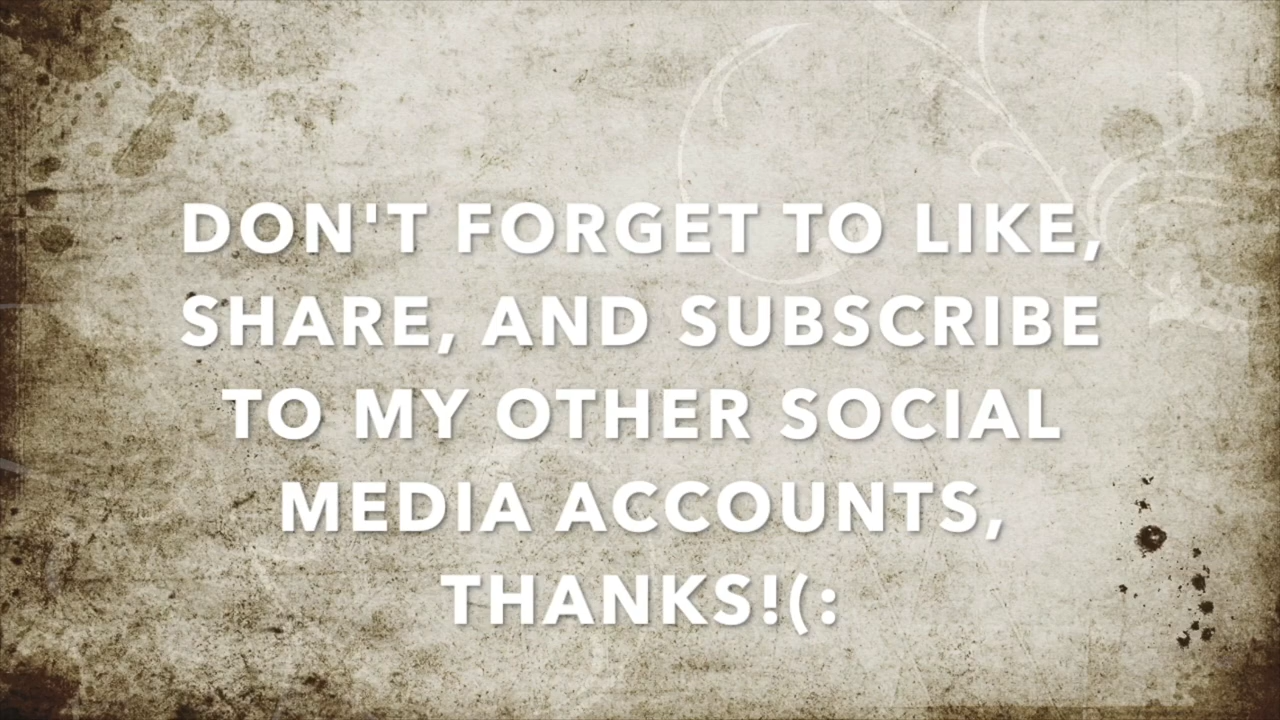 DON'T FORGET TO LIKE,
SHARE, AND SUBSCRIBE
TO MY OTHER SOCIAL
MEDIA ACCOUNTS,
THANKS!(: